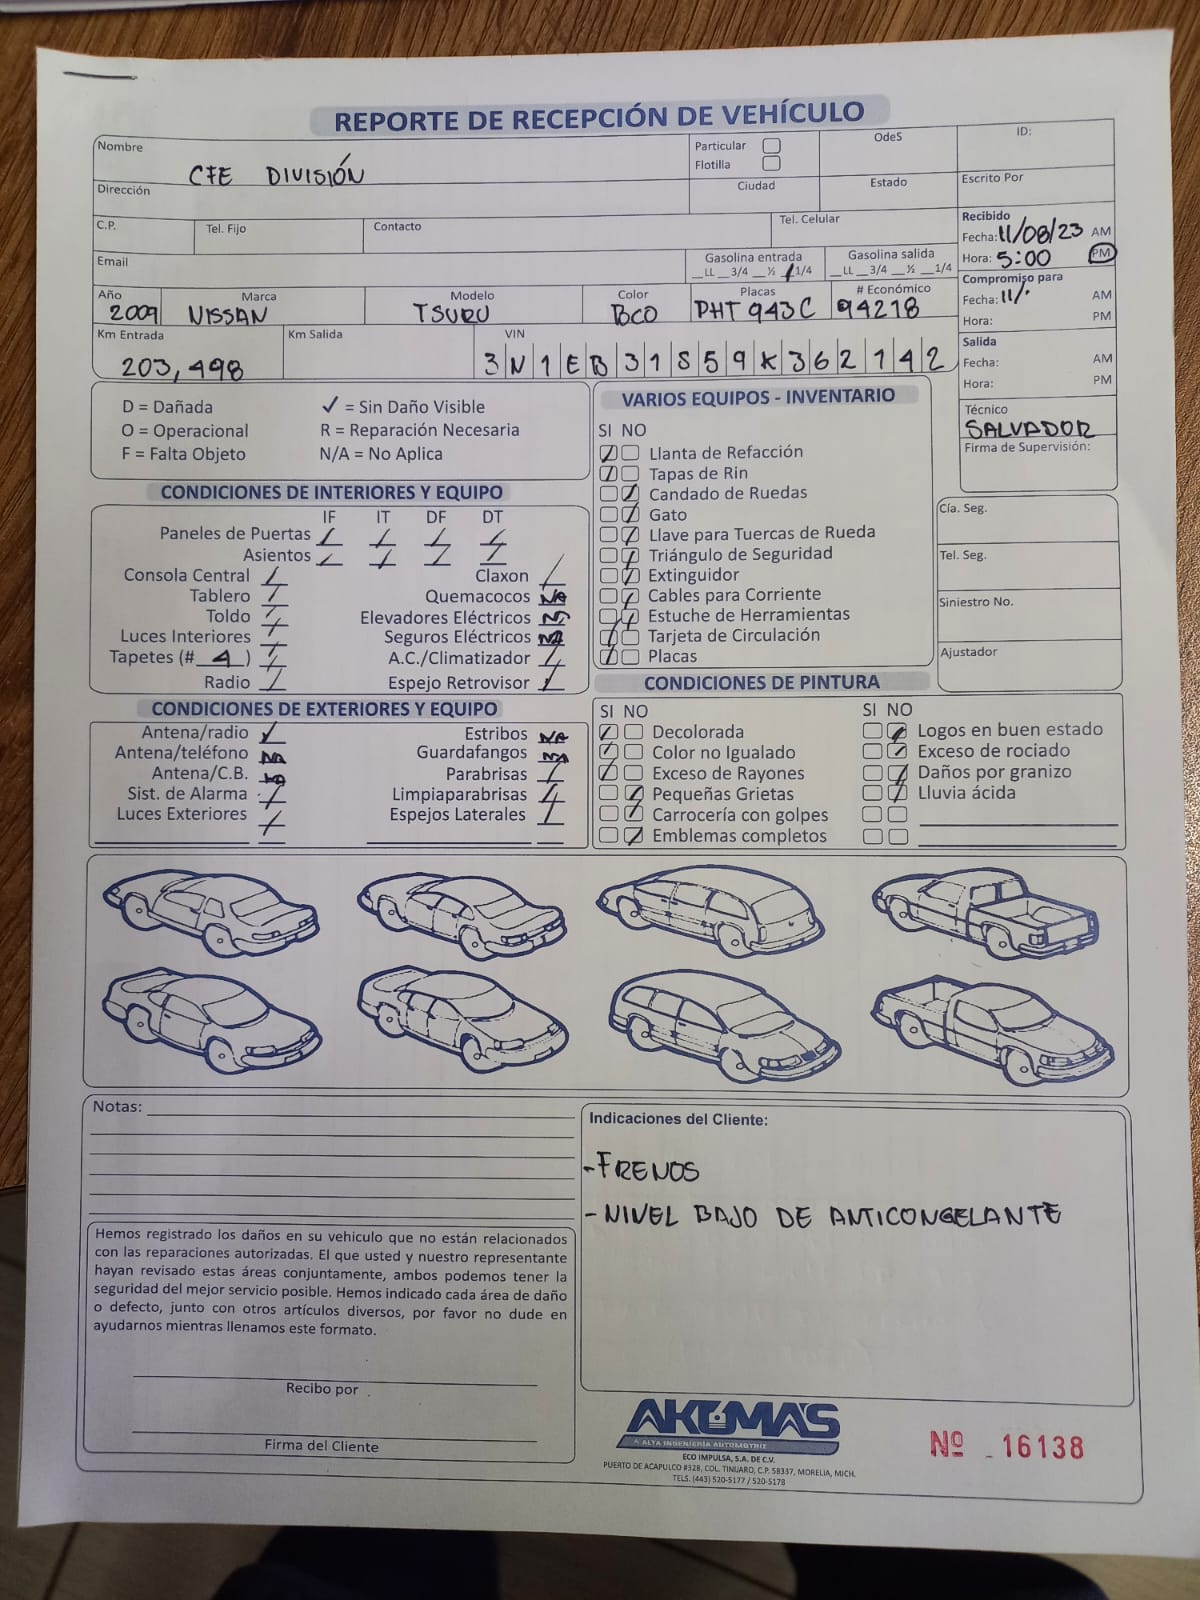 REPORTE DE RECEPCIÓN DE VEHÍCULO
Nombre CFE DIVISIÓN
Particular
Flotilla
OdeS
ID:
Dirección
Ciudad
Estado
Escrito Por
C.P.
Tel. Fijo
Contacto
Tel. Celular
Recibido
Fecha: 11/08/23 AM
Hora: 5:00 PM
Email
Gasolina entrada
__LL __3/4 __½ __1/4
Gasolina salida
__LL __3/4 __½ __1/4
Compromiso para
Fecha: 11/. AM
Hora: PM
Año 2009
Marca NISSAN
Modelo TSURU
Color BCO
Placas PHT 943C
# Económico 94218
Km Entrada 203,498
Km Salida
VIN 3N1EB31S59K362142
Salida
Fecha: AM
Hora: PM
Técnico
SALVADOR
Firma de Supervisión:
D = Dañada
✓ = Sin Daño Visible
O = Operacional
R = Reparación Necesaria
F = Falta Objeto
N/A = No Aplica
CONDICIONES DE INTERIORES Y EQUIPO
IF IT DF DT
Paneles de Puertas
Asientos
Consola Central
Claxon
Tablero
Quemacocos NA
Toldo
Elevadores Eléctricos NA
Luces Interiores
Seguros Eléctricos NA
Tapetes (# 4 )
A.C./Climatizador
Radio
Espejo Retrovisor
CONDICIONES DE EXTERIORES Y EQUIPO
Antena/radio ✓
Estribos NA
Antena/teléfono NA
Guardafangos NA
Antena/C.B. NA
Parabrisas
Sist. de Alarma
Limpiaparabrisas
Luces Exteriores
Espejos Laterales
VARIOS EQUIPOS - INVENTARIO
SI NO
Llanta de Refacción
Tapas de Rin
Candado de Ruedas
Gato
Llave para Tuercas de Rueda
Triángulo de Seguridad
Extinguidor
Cables para Corriente
Estuche de Herramientas
Tarjeta de Circulación
Placas
Cía. Seg.
Tel. Seg.
Siniestro No.
Ajustador
CONDICIONES DE PINTURA
SI NO
Decolorada
Color no Igualado
Exceso de Rayones
Pequeñas Grietas
Carrocería con golpes
Emblemas completos
SI NO
Logos en buen estado
Exceso de rociado
Daños por granizo
Lluvia ácida
Notas:
Hemos registrado los daños en su vehiculo que no están relacionados
con las reparaciones autorizadas. El que usted y nuestro representante
hayan revisado estas áreas conjuntamente, ambos podemos tener la
seguridad del mejor servicio posible. Hemos indicado cada área de daño
o defecto, junto con otros artículos diversos, por favor no dude en
ayudarnos mientras llenamos este formato.
Recibo por
Firma del Cliente
Indicaciones del Cliente:
-FRENOS
- NIVEL BAJO DE ANTICONGELANTE
AKUMA'S
ALTA INGENIERÍA AUTOMOTRIZ
ECO IMPULSA, S.A. DE C.V.
PUERTO DE ACAPULCO #328, COL. TINIJARO, C.P. 58337, MORELIA, MICH.
TELS. (443) 520-5177 / 520-5178
Nº 16138